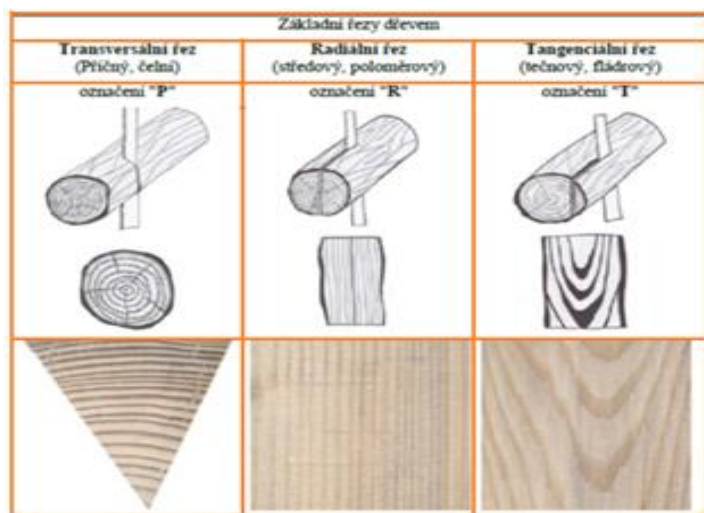 Základní řezy dřevem
Transversální řez
(Příčný, čelní)
Radiální řez
(středový, poloměrový)
Tangenciální řez
(tečnový, fládrový)
označení "P"
označení "R"
označení "T"